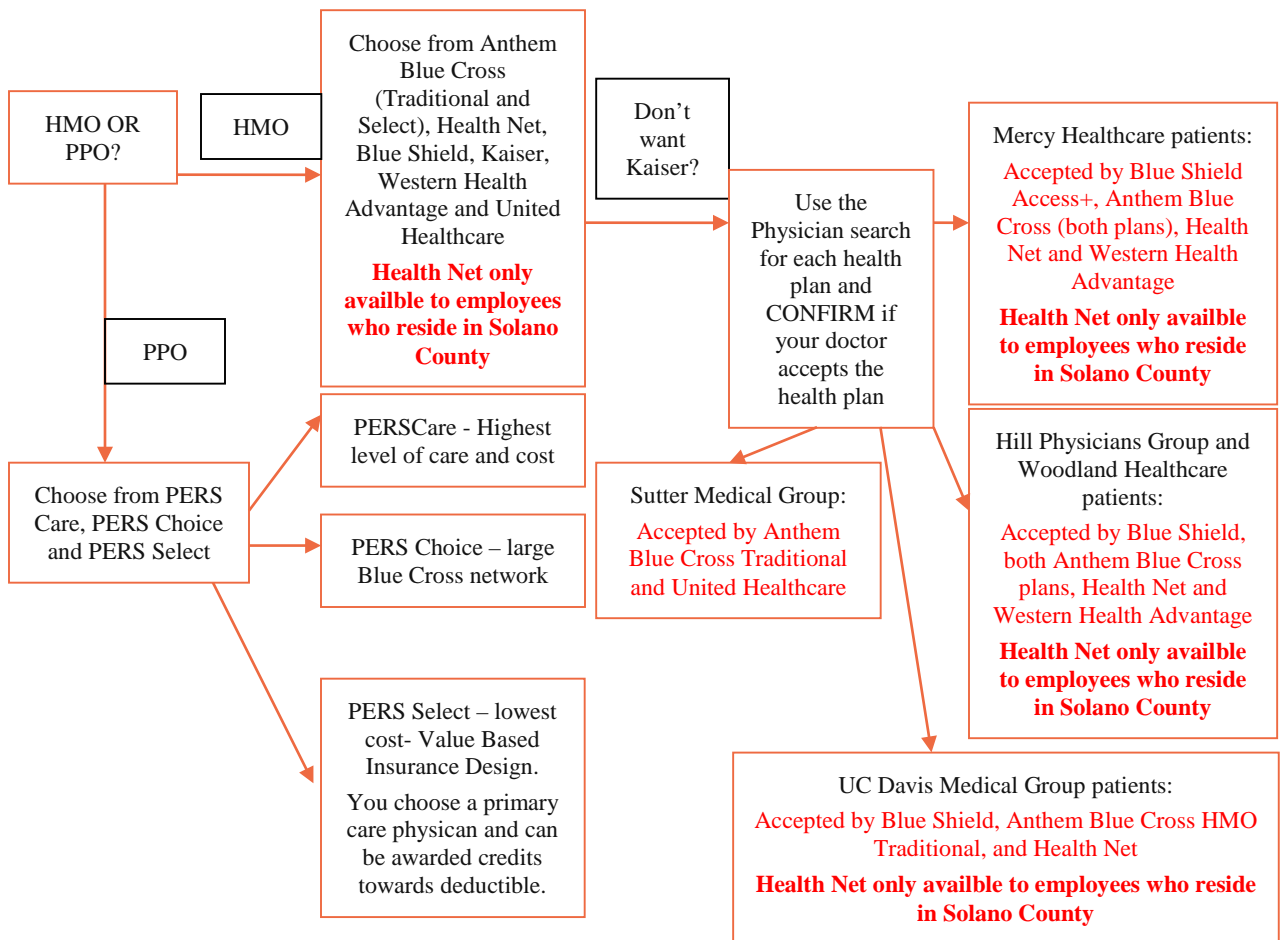 HMO OR
PPO?
HMO
Choose from Anthem
Blue Cross
(Traditional and
Select), Health Net,
Blue Shield, Kaiser,
Western Health
Advantage and United
Healthcare
Health Net only
availble to employees
who reside in Solano
County
Don’t
want
Kaiser?
Use the
Physician search
for each health
plan and
CONFIRM if
your doctor
accepts the
health plan
Mercy Healthcare patients:
Accepted by Blue Shield
Access+, Anthem Blue
Cross (both plans), Health
Net and Western Health
Advantage
Health Net only availble
to employees who reside
in Solano County
PPO
Choose from PERS
Care, PERS Choice
and PERS Select
PERSCare - Highest
level of care and cost
PERS Choice – large
Blue Cross network
PERS Select – lowest
cost- Value Based
Insurance Design.
You choose a primary
care physican and can
be awarded credits
towards deductible.
Sutter Medical Group:
Accepted by Anthem
Blue Cross Traditional
and United Healthcare
Hill Physicians Group and
Woodland Healthcare
patients:
Accepted by Blue Shield,
both Anthem Blue Cross
plans, Health Net and
Western Health Advantage
Health Net only availble
to employees who reside
in Solano County
UC Davis Medical Group patients:
Accepted by Blue Shield, Anthem Blue Cross HMO
Traditional, and Health Net
Health Net only availble to employees who reside
in Solano County